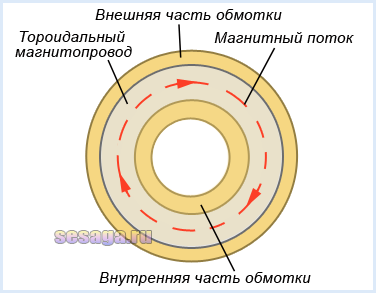 Внешняя часть обмотки
Тороидальный
магнитопровод
Магнитный поток
sesaga.ru
Внутренняя часть обмотки